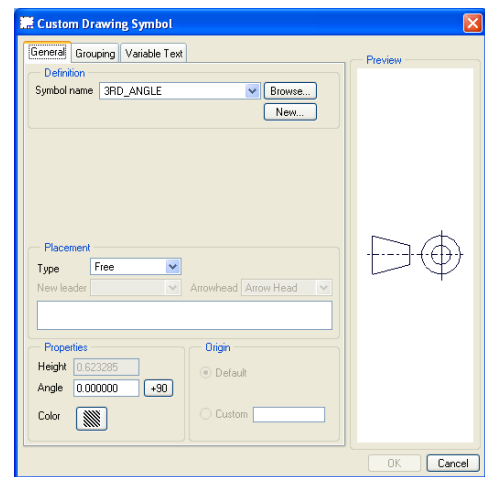 Custom Drawing Symbol
General Grouping Variable Text
Preview
Definition
Symbol name 3RD_ANGLE Browse...
New...
Placement
Type Free
New leader Arrowhead Arrow Head
Properties Origin
Height 0.623285
Default
Angle 0.000000 +90
Color Custom
OK Cancel